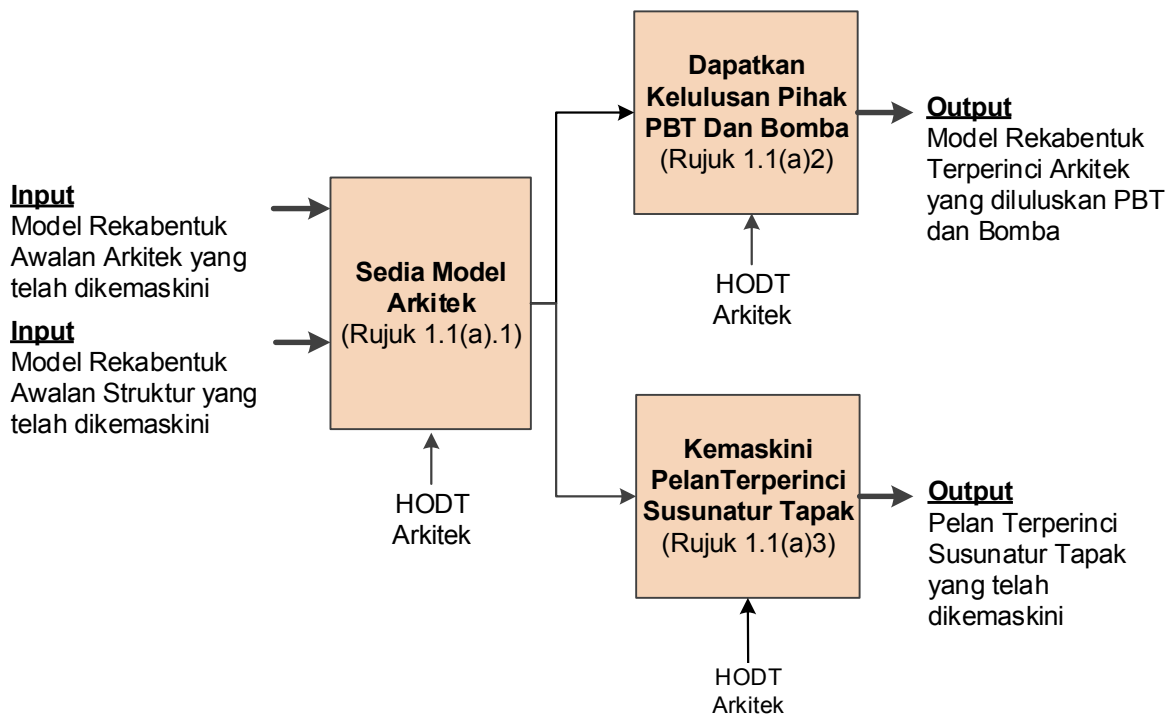 Input
Model Rekabentuk
Awalan Arkitek yang
telah dikemaskini
Input
Model Rekabentuk
Awalan Struktur yang
telah dikemaskini
Sedia Model
Arkitek
(Rujuk 1.1(a).1)
HODT
Arkitek
Dapatkan
Kelulusan Pihak
PBT Dan Bomba
(Rujuk 1.1(a)2)
HODT
Arkitek
Output
Model Rekabentuk
Terperinci Arkitek
yang diluluskan PBT
dan Bomba
Kemaskini
PelanTerperinci
Susunatur Tapak
(Rujuk 1.1(a)3)
HODT
Arkitek
Output
Pelan Terperinci
Susunatur Tapak
yang telah
dikemaskini